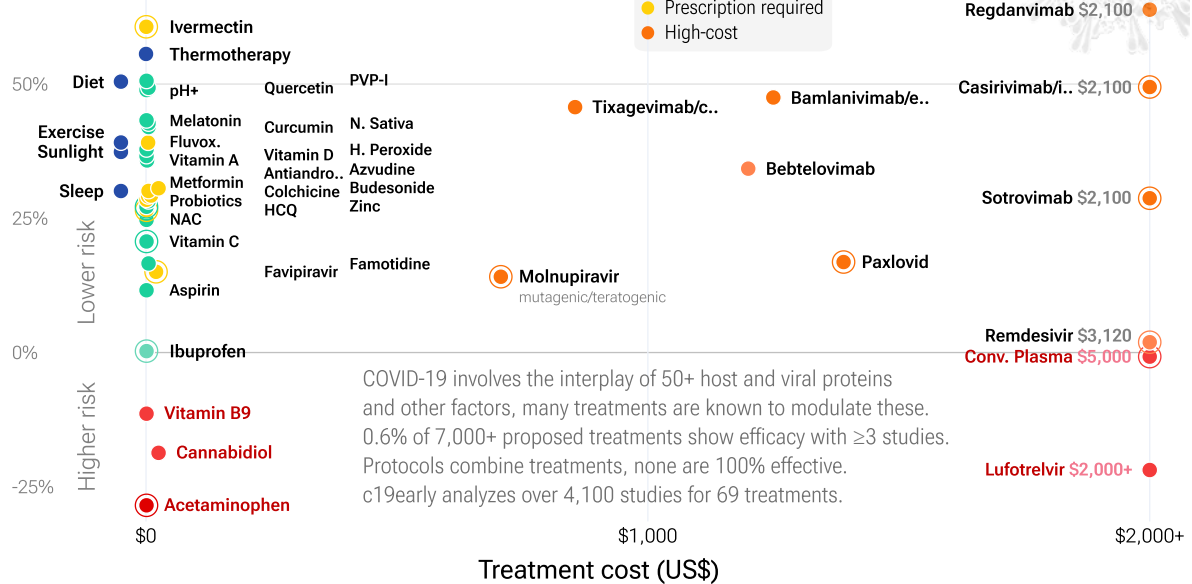 Prescription required
High-cost
Regdanvimab $2,100
Ivermectin
Thermotherapy
50%
Diet
pH+
Quercetin
PVP-I
Casirivimab/i.. $2,100
Tixagevimab/c..
Bamlanivimab/e..
Melatonin
Curcumin
N. Sativa
Exercise
Sunlight
Fluvox.
Vitamin A
Vitamin D
H. Peroxide
Antiandro..
Azvudine
Bebtelovimab
Sleep
Metformin
Colchicine
Budesonide
Probiotics
HCQ
Zinc
Sotrovimab $2,100
25%
NAC
Lower risk
Vitamin C
Favipiravir
Famotidine
Molnupiravir
mutagenic/teratogenic
Paxlovid
Aspirin
Remdesivir $3,120
0%
Ibuprofen
Conv. Plasma $5,000
COVID-19 involves the interplay of 50+ host and viral proteins
and other factors, many treatments are known to modulate these.
0.6% of 7,000+ proposed treatments show efficacy with ≥3 studies.
Protocols combine treatments, none are 100% effective.
c19early analyzes over 4,100 studies for 69 treatments.
Higher risk
Vitamin B9
Cannabidiol
Lufotrelvir $2,000+
-25%
Acetaminophen
$0
$1,000
$2,000+
Treatment cost (US$)